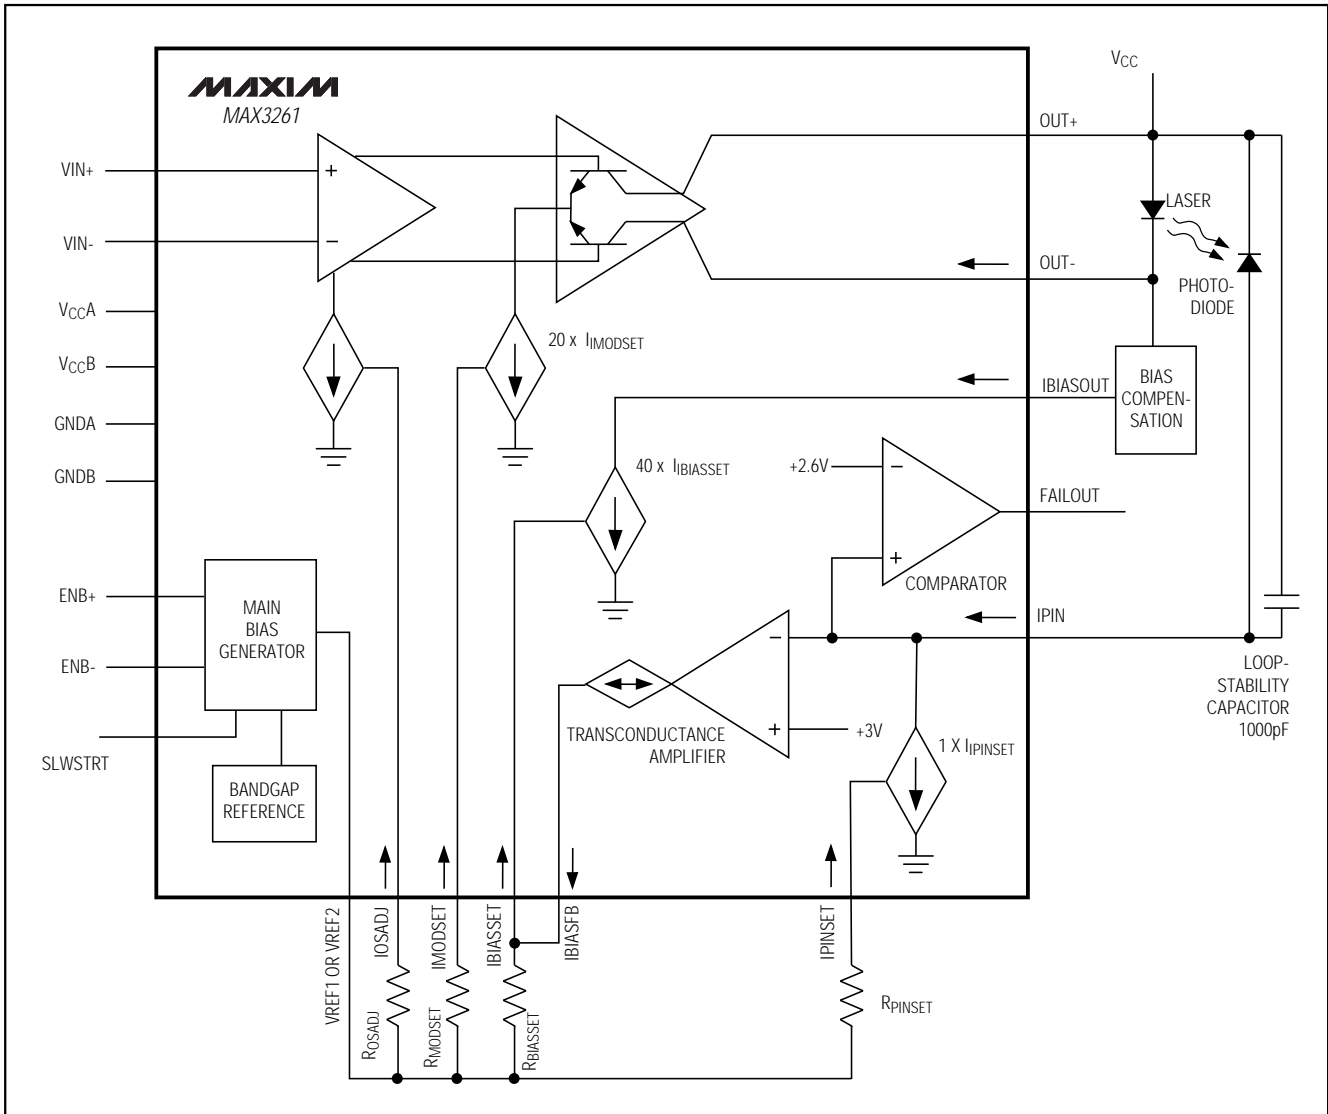 VCC
MAXIM
MAX3261
OUT+
VIN+
+
LASER
VIN-
−
OUT-
PHOTO-
DIODE
VCCA
20 x IIMODSET
VCCB
IBIASOUT
BIAS
COMPEN-
SATION
GNDA
+2.6V
−
40 x IIBIASSET
GNDB
FAILOUT
+
COMPARATOR
ENB+
MAIN
BIAS
GENERATOR
IPIN
−
ENB-
LOOP-
STABILITY
CAPACITOR
1000pF
TRANSCONDUCTANCE
AMPLIFIER
+
+3V
1 X IIPINSET
SLWSTRT
BANDGAP
REFERENCE
VREF1 OR VREF2
IOSADJ
IMODSET
IBIASSET
IBIASFB
IPINSET
ROSADJ
RMODSET
RBIASSET
RPINSET